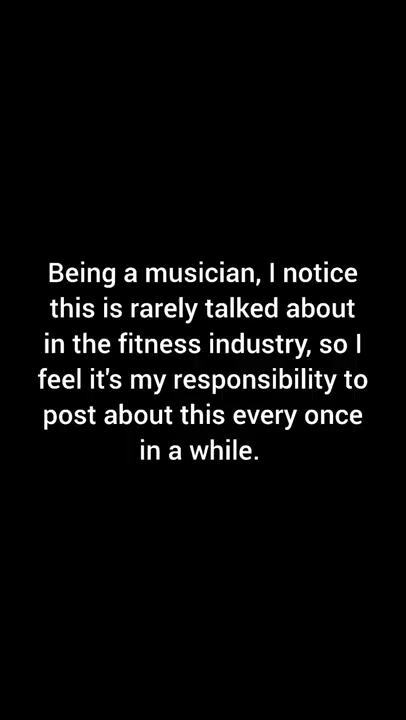 Being a musician, I notice
this is rarely talked about
in the fitness industry, so I
feel it's my responsibility to
post about this every once
in a while.